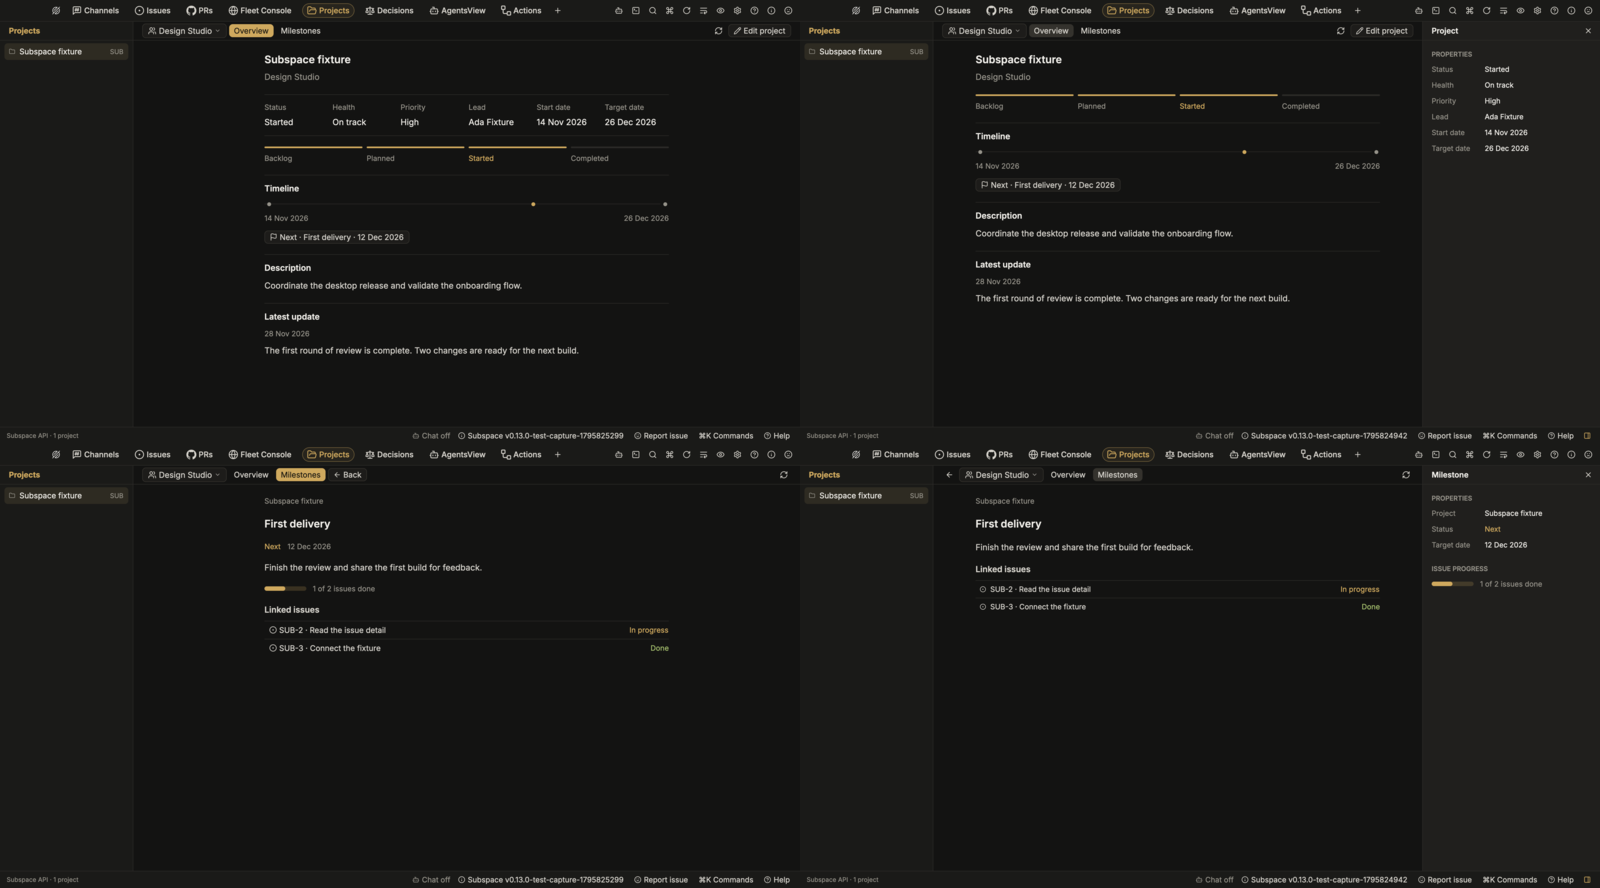 Channels Issues PRs Fleet Console Projects Decisions AgentsView Actions +
Projects
Design Studio Overview Milestones Edit project
Subspace fixture SUB
Subspace fixture
Design Studio
Status Health Priority Lead Start date Target date
Started On track High Ada Fixture 14 Nov 2026 26 Dec 2026
Backlog Planned Started Completed
Timeline
14 Nov 2026 26 Dec 2026
Next · First delivery · 12 Dec 2026
Description
Coordinate the desktop release and validate the onboarding flow.
Latest update
28 Nov 2026
The first round of review is complete. Two changes are ready for the next build.
Subspace API · 1 project Chat off Subspace v0.13.0-test-capture-1795825299 Report issue ⌘K Commands Help
Channels Issues PRs Fleet Console Projects Decisions AgentsView Actions +
Projects
Design Studio Overview Milestones Edit project
Subspace fixture SUB
Subspace fixture
Design Studio
Backlog Planned Started Completed
Timeline
14 Nov 2026 26 Dec 2026
Next · First delivery · 12 Dec 2026
Description
Coordinate the desktop release and validate the onboarding flow.
Latest update
28 Nov 2026
The first round of review is complete. Two changes are ready for the next build.
Project
PROPERTIES
Status Started
Health On track
Priority High
Lead Ada Fixture
Start date 14 Nov 2026
Target date 26 Dec 2026
Subspace API · 1 project Chat off Subspace v0.13.0-test-capture-1795824942 Report issue ⌘K Commands Help
Channels Issues PRs Fleet Console Projects Decisions AgentsView Actions +
Projects
Design Studio Overview Milestones Back
Subspace fixture SUB
Subspace fixture
First delivery
Next 12 Dec 2026
Finish the review and share the first build for feedback.
1 of 2 issues done
Linked issues
SUB-2 · Read the issue detail In progress
SUB-3 · Connect the fixture Done
Subspace API · 1 project Chat off Subspace v0.13.0-test-capture-1795825299 Report issue ⌘K Commands Help
Channels Issues PRs Fleet Console Projects Decisions AgentsView Actions +
Projects
Design Studio Overview Milestones
Subspace fixture SUB
Subspace fixture
First delivery
Finish the review and share the first build for feedback.
Linked issues
SUB-2 · Read the issue detail In progress
SUB-3 · Connect the fixture Done
Milestone
PROPERTIES
Project Subspace fixture
Status Next
Target date 12 Dec 2026
ISSUE PROGRESS
1 of 2 issues done
Subspace API · 1 project Chat off Subspace v0.13.0-test-capture-1795824942 Report issue ⌘K Commands Help